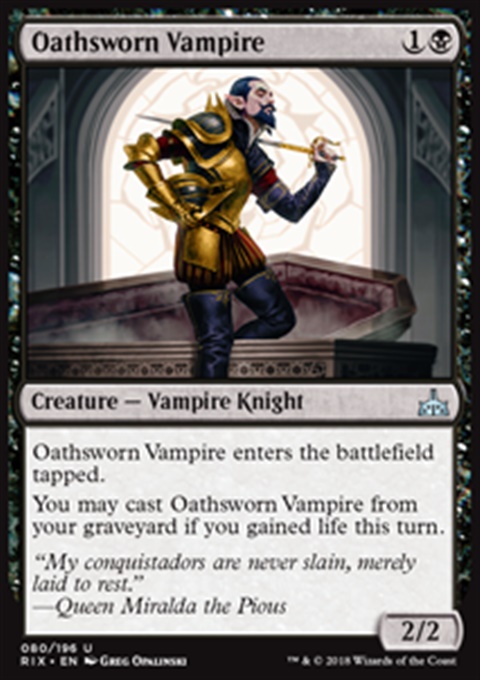 Oathsworn Vampire 1
Creature — Vampire Knight
Oathsworn Vampire enters the battlefield
tapped.
You may cast Oathsworn Vampire from
your graveyard if you gained life this turn.
“My conquistadors are never slain, merely
laid to rest.”
—Queen Miralda the Pious
2/2
080/196 U
RIX • EN Greg Opalinski
™ & © 2018 Wizards of the Coast